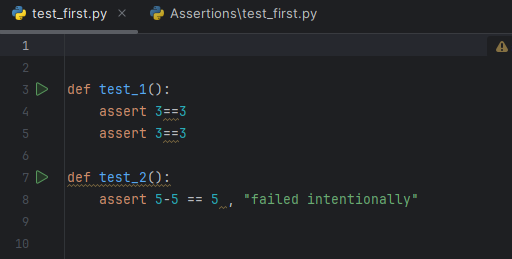 test_first.py × Assertions\test_first.py
1
2
3 def test_1():
4 assert 3==3
5 assert 3==3
6
7 def test_2():
8 assert 5-5 == 5 , "failed intentionally"
9
10